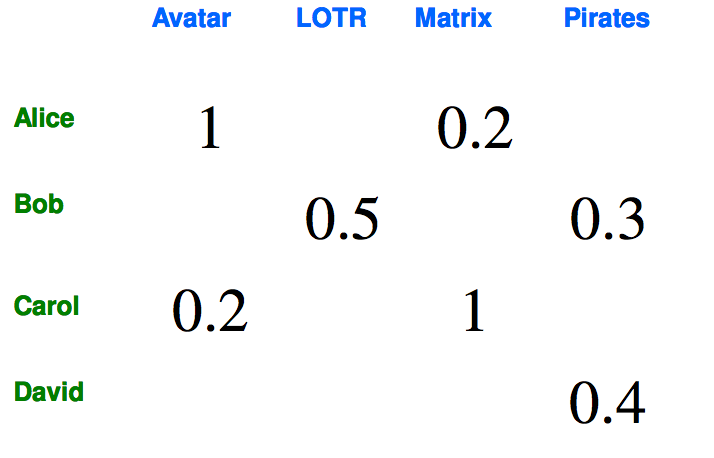 Avatar LOTR Matrix Pirates
Alice 1 0.2
Bob 0.5 0.3
Carol 0.2 1
David 0.4